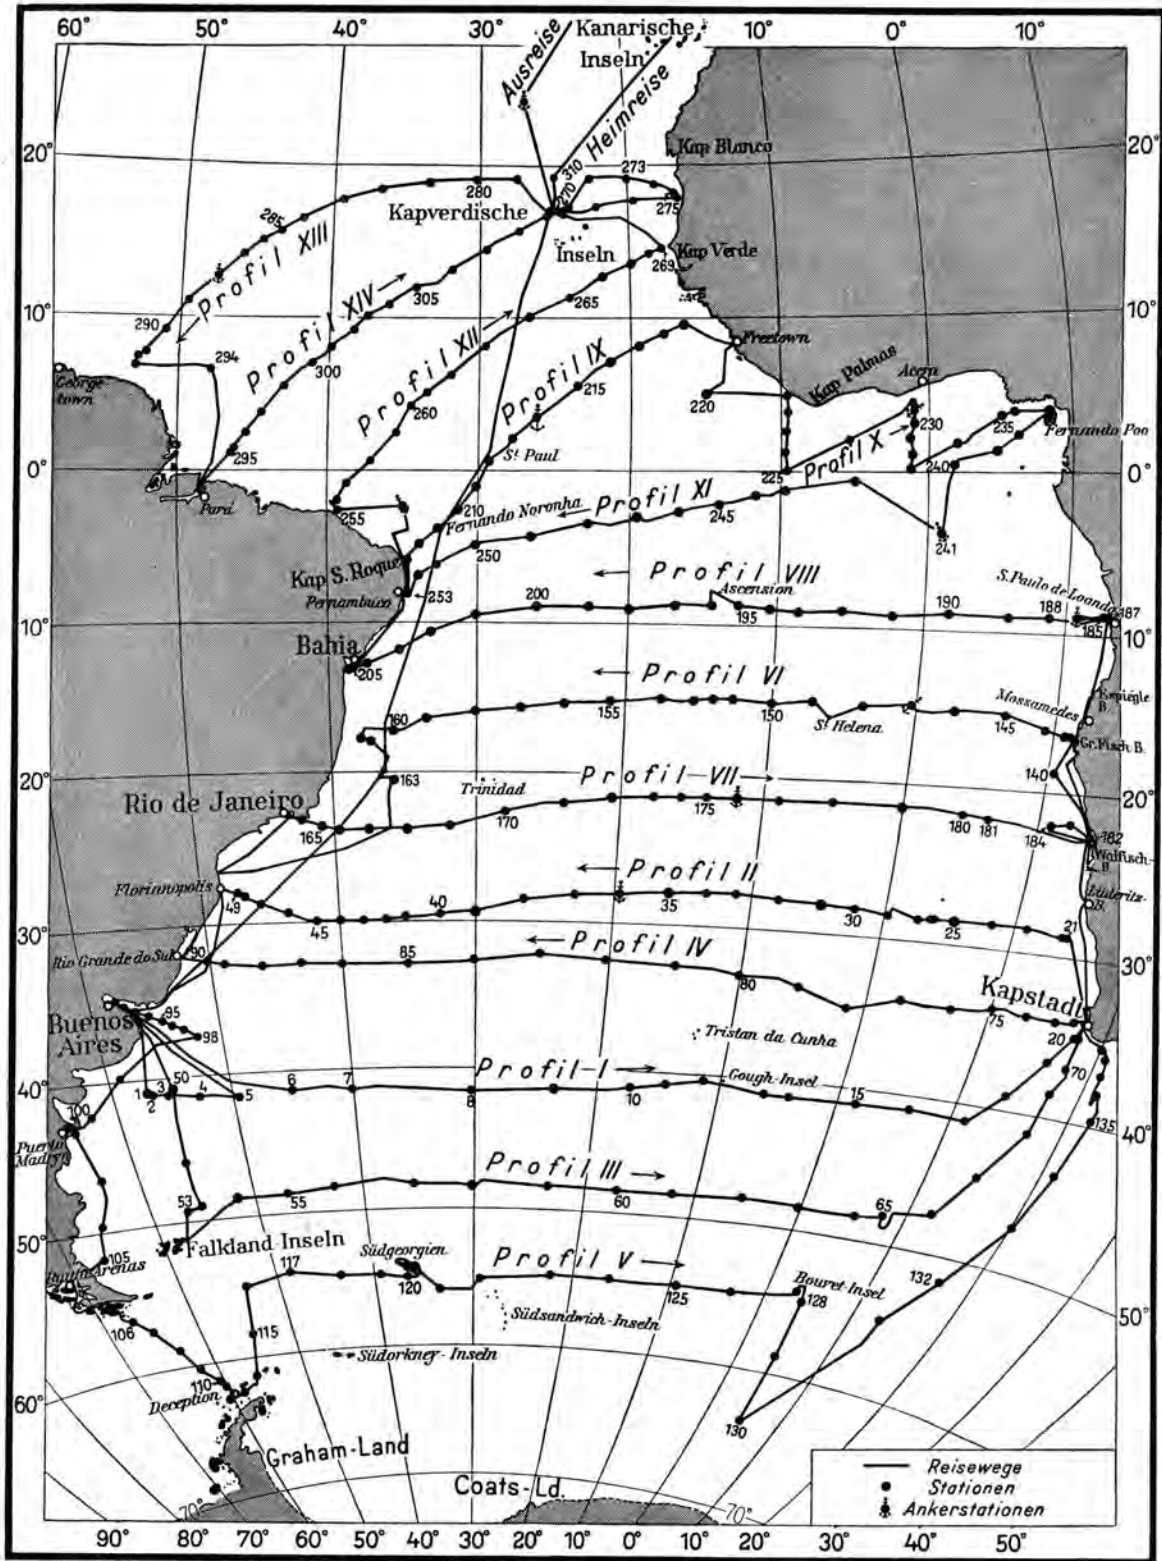 60° 50° 40° 30° 10° 0° 10°
Kanarische
Inseln
Ausreise
Heimreise
20°
310
273
Kap Blanco
20°
280
270
Kapverdische
275
285
Inseln
Kap Verde
269
Profil XIII
Profil XIV
305
265
10°
290
10°
294
Profil XII
Profil IX
Freetown
Kap Palmas
Accra
300
George-
town
260
215
220
230
235
Fernando Poo
Profil X
295
St. Paul
0°
225
240
0°
Pará
255
Profil XI
210
Fernando Noronha
245
250
241
Kap S. Roque
Profil VIII
Pernambuco
253
Ascension
S. Paulo de Loanda
200
195
190
188
187
185
10°
10°
Bahia
205
Profil VI
160
155
150
St Helena
Mossamedes
145
Gr. Fisch B.
140
163
20°
Profil VII
20°
Rio de Janeiro
Trinidad
165
170
175
180
181
184
182
Walfisch-
B.
Profil II
Florianopolis
49
45
40
35
30
25
21
Lüderitz-
B.
30°
Profil IV
30°
Rio Grande do Sul
90
85
80
75
Kapstadt
20
Buenos
Aires
95
98
Tristan da Cunha
70
40°
Profil I
40°
1
2
3
50
4
5
6
7
8
10
Gough-Insel
15
135
100
Puerto
Madryn
Profil III
53
55
60
65
50°
Falkland-Inseln
50°
105
Punta Arenas
117
Südgeorgien
Profil V
120
125
Bouvet-Insel
128
132
106
115
Südsandwich-Inseln
Südorkney-Inseln
110
Deception
60°
130
Graham-Land
Coats-Ld.
70°
70°
Reisewege
Stationen
Ankerstationen
90° 80° 70° 60° 50° 40° 30° 20° 10° 0° 10° 20° 30° 40° 50°